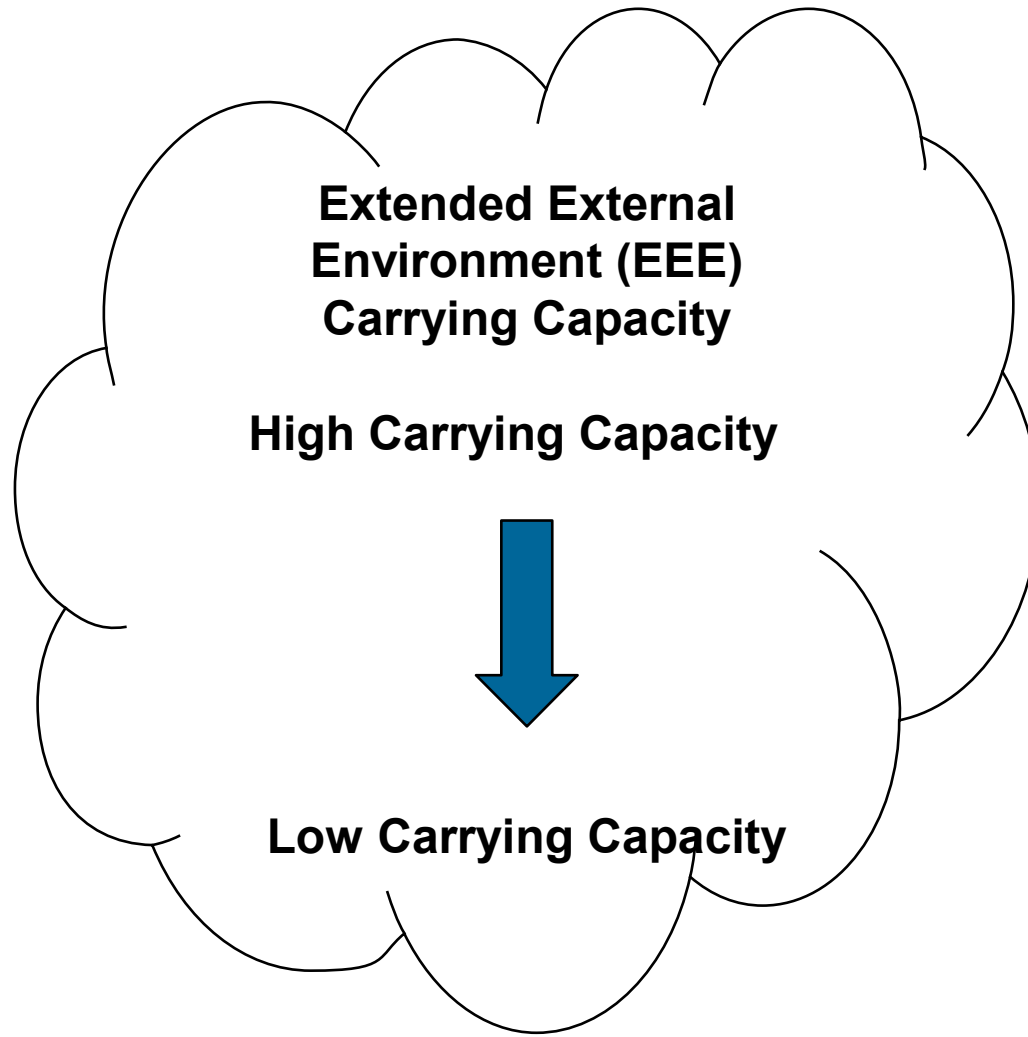 Extended External
Environment (EEE)
Carrying Capacity
High Carrying Capacity
Low Carrying Capacity